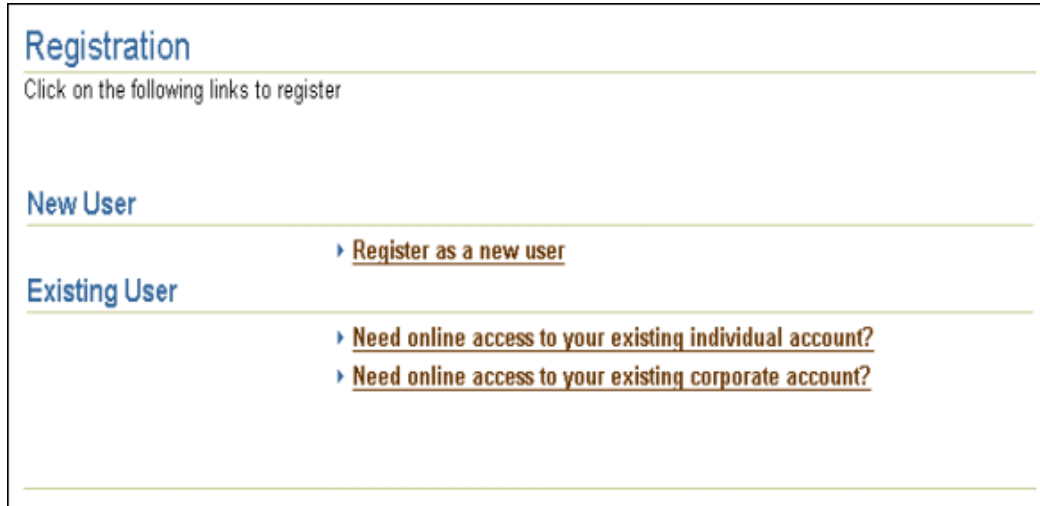 Registration
Click on the following links to register
New User
Register as a new user
Existing User
Need online access to your existing individual account?
Need online access to your existing corporate account?